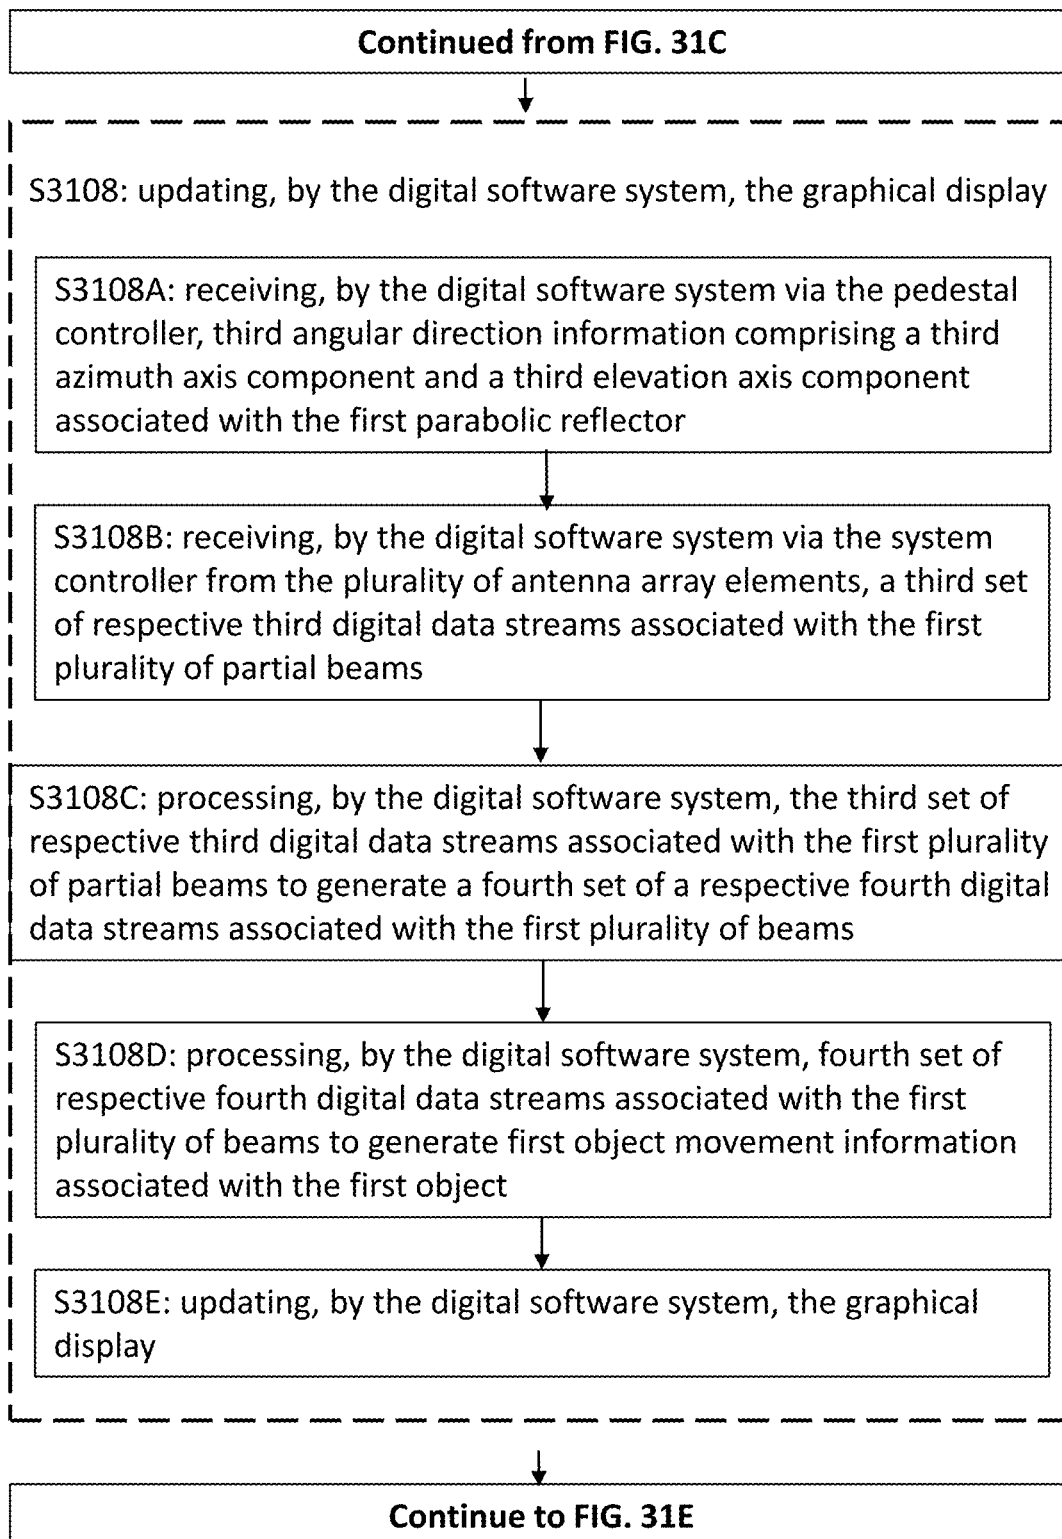 Continued from FIG. 31C
S3108: updating, by the digital software system, the graphical display
S3108A: receiving, by the digital software system via the pedestal
controller, third angular direction information comprising a third
azimuth axis component and a third elevation axis component
associated with the first parabolic reflector
S3108B: receiving, by the digital software system via the system
controller from the plurality of antenna array elements, a third set
of respective third digital data streams associated with the first
plurality of partial beams
S3108C: processing, by the digital software system, the third set of
respective third digital data streams associated with the first plurality
of partial beams to generate a fourth set of a respective fourth digital
data streams associated with the first plurality of beams
S3108D: processing, by the digital software system, fourth set of
respective fourth digital data streams associated with the first
plurality of beams to generate first object movement information
associated with the first object
S3108E: updating, by the digital software system, the graphical
display
Continue to FIG. 31E